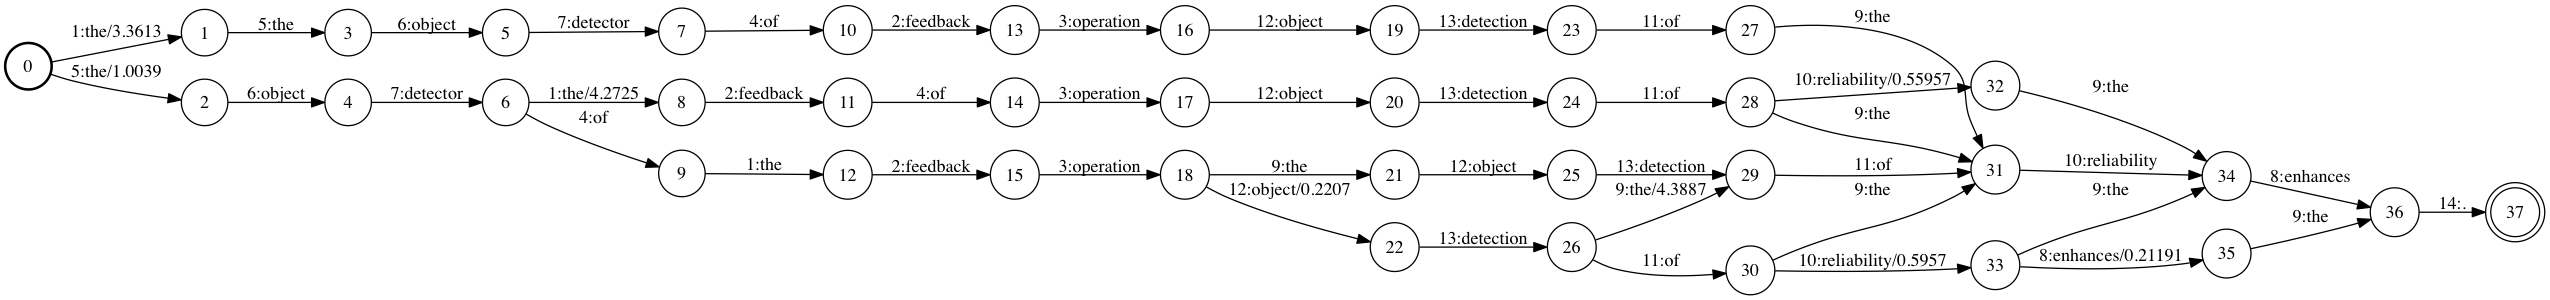 0 1:the/3.3613 1 5:the 3 6:object 5 7:detector 7 4:of 10 2:feedback 13 3:operation 16 12:object 19 13:detection 23 11:of 27 9:the
5:the/1.0039 2 6:object 4 7:detector 6 1:the/4.2725 8 2:feedback 11 4:of 14 3:operation 17 12:object 20 13:detection 24 11:of 28 10:reliability/0.55957 32 9:the
9:the
4:of 9 1:the 12 2:feedback 15 3:operation 18 9:the 21 12:object 25 13:detection 29 11:of 31 10:reliability 34 8:enhances 36 14:. 37
12:object/0.2207 22 13:detection 26 9:the/4.3887 9:the 9:the 9:the
11:of 30 10:reliability/0.5957 33 8:enhances/0.21191 35